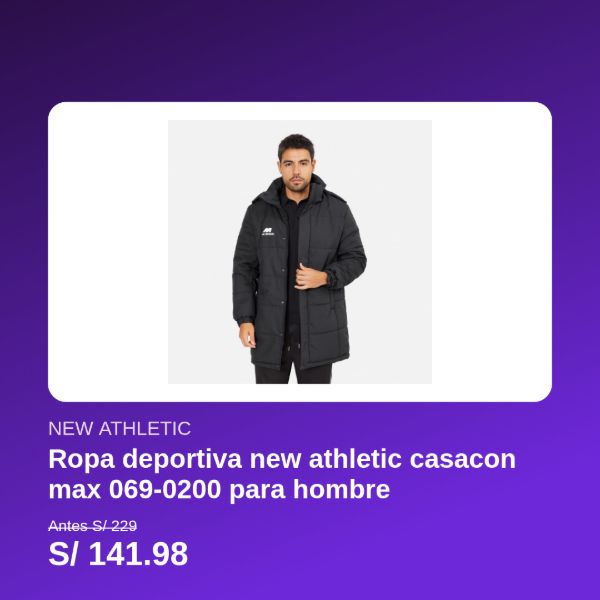 NEW ATHLETIC
Ropa deportiva new athletic casacon
max 069-0200 para hombre
Antes S/ 229
S/ 141.98